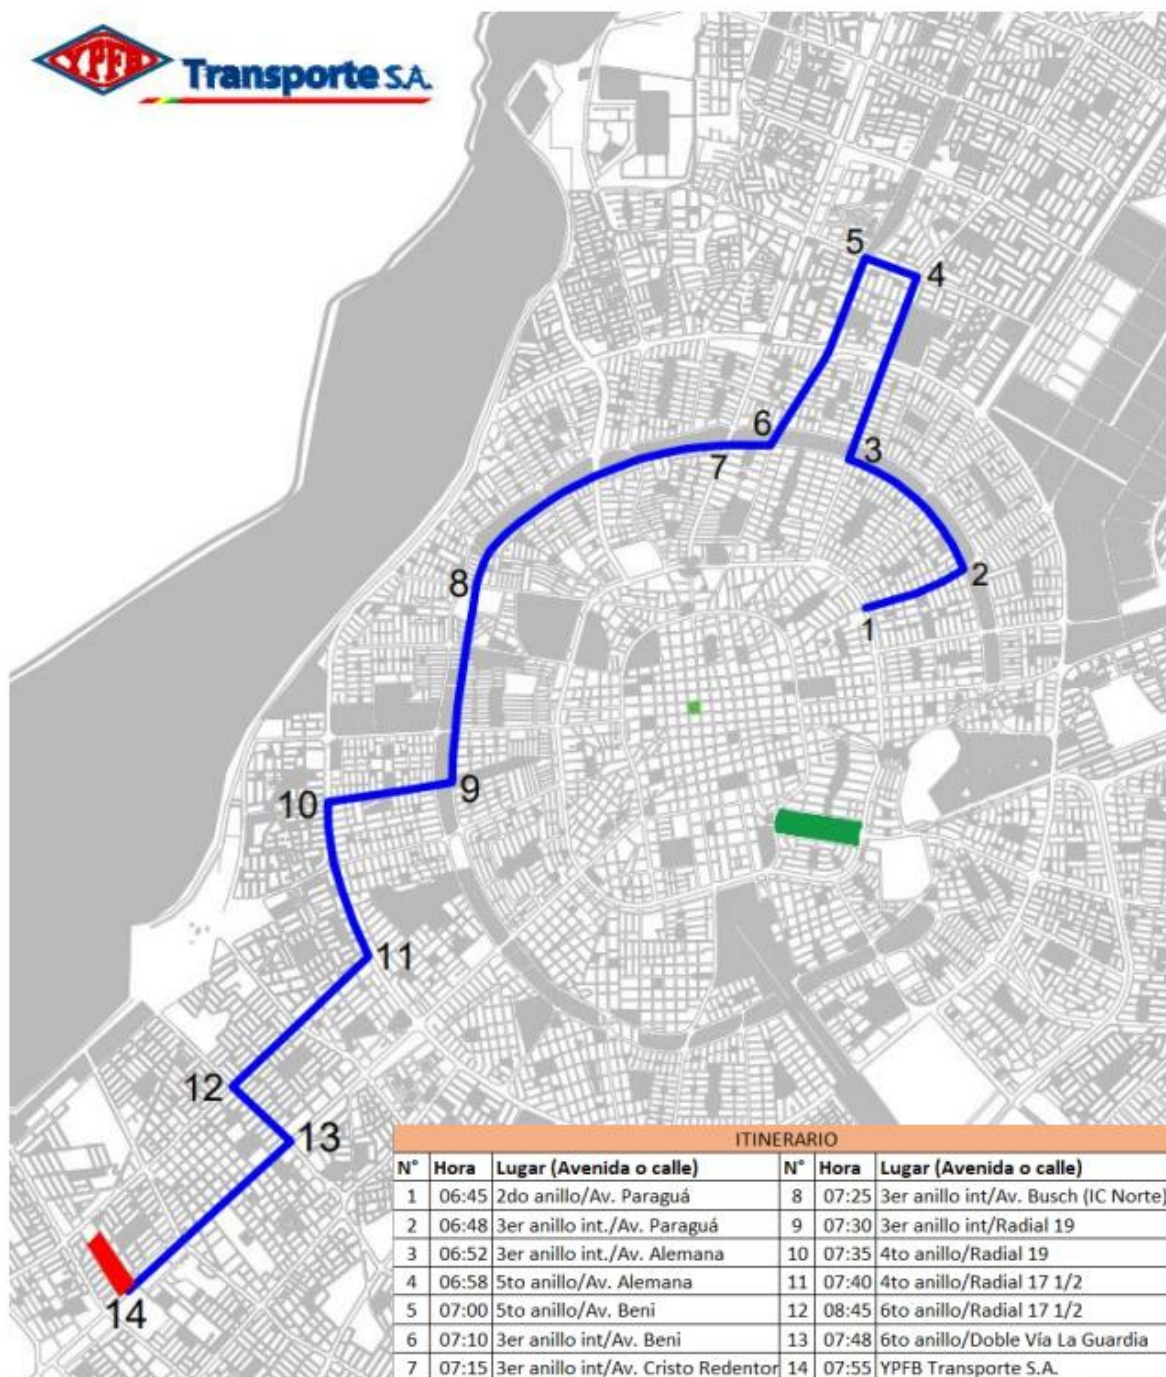 YPFB
Transporte S.A.
5
4
6
3
7
2
8
1
9
10
11
12
13
14
ITINERARIO
N° Hora Lugar (Avenida o calle) N° Hora Lugar (Avenida o calle)
1 06:45 2do anillo/Av. Paraguá 8 07:25 3er anillo int/Av. Busch (IC Norte)
2 06:48 3er anillo int./Av. Paraguá 9 07:30 3er anillo int/Radial 19
3 06:52 3er anillo int./Av. Alemana 10 07:35 4to anillo/Radial 19
4 06:58 5to anillo/Av. Alemana 11 07:40 4to anillo/Radial 17 1/2
5 07:00 5to anillo/Av. Beni 12 08:45 6to anillo/Radial 17 1/2
6 07:10 3er anillo int/Av. Beni 13 07:48 6to anillo/Doble Vía La Guardia
7 07:15 3er anillo int/Av. Cristo Redentor 14 07:55 YPFB Transporte S.A.